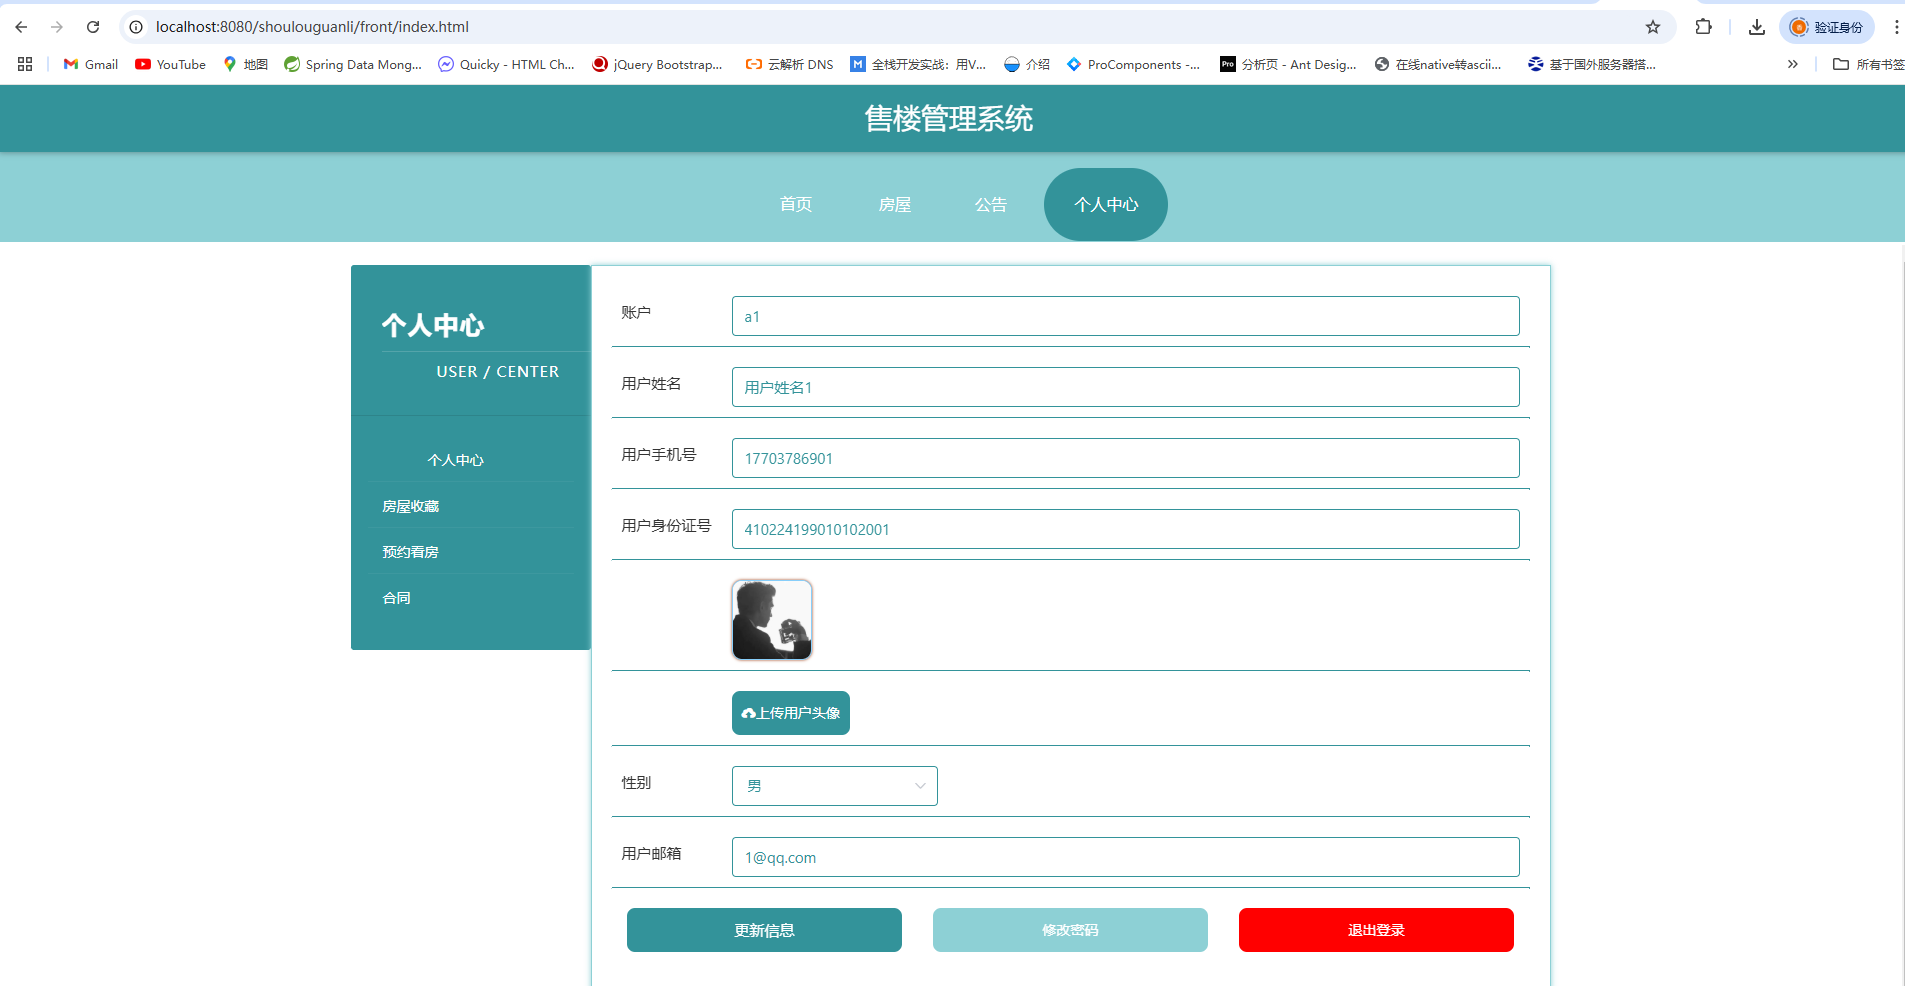 localhost:8080/shoulouguanli/front/index.html
验证身份
Gmail
YouTube
地图
Spring Data Mong...
Quicky - HTML Ch...
jQuery Bootstrap...
云解析 DNS
全栈开发实战：用V...
介绍
ProComponents -...
Pro
分析页 - Ant Desig...
在线native转ascii...
基于国外服务器搭...
所有书签
售楼管理系统
首页
房屋
公告
个人中心
个人中心
USER / CENTER
个人中心
房屋收藏
预约看房
合同
账户
a1
用户姓名
用户姓名1
用户手机号
17703786901
用户身份证号
410224199010102001
上传用户头像
性别
男
用户邮箱
1@qq.com
更新信息
修改密码
退出登录